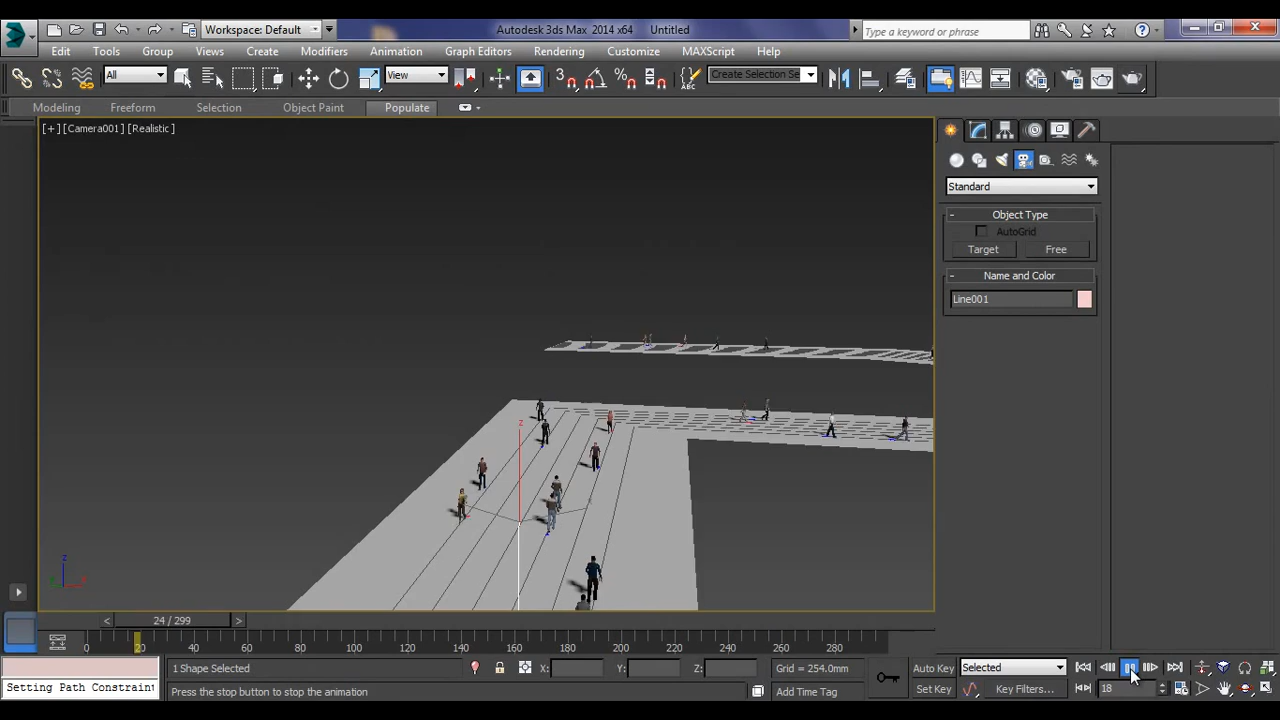 Workspace: Default
Autodesk 3ds Max 2014 x64 Untitled
Type a keyword or phrase
Edit Tools Group Views Create Modifiers Animation Graph Editors Rendering Customize MAXScript Help
All
View
3
Create Selection Se
Modeling Freeform Selection Object Paint Populate
[+] [Camera001] [Realistic]
Standard
- Object Type
AutoGrid
Target Free
- Name and Color
Line001
z
z
< 24 / 299 >
0 20 40 60 80 100 120 140 160 180 200 220 240 260 280
1 Shape Selected X: Y: Z: Grid = 254.0mm Auto Key Selected
Setting Path Constraint Press the stop button to stop the animation Add Time Tag Set Key Key Filters... 18